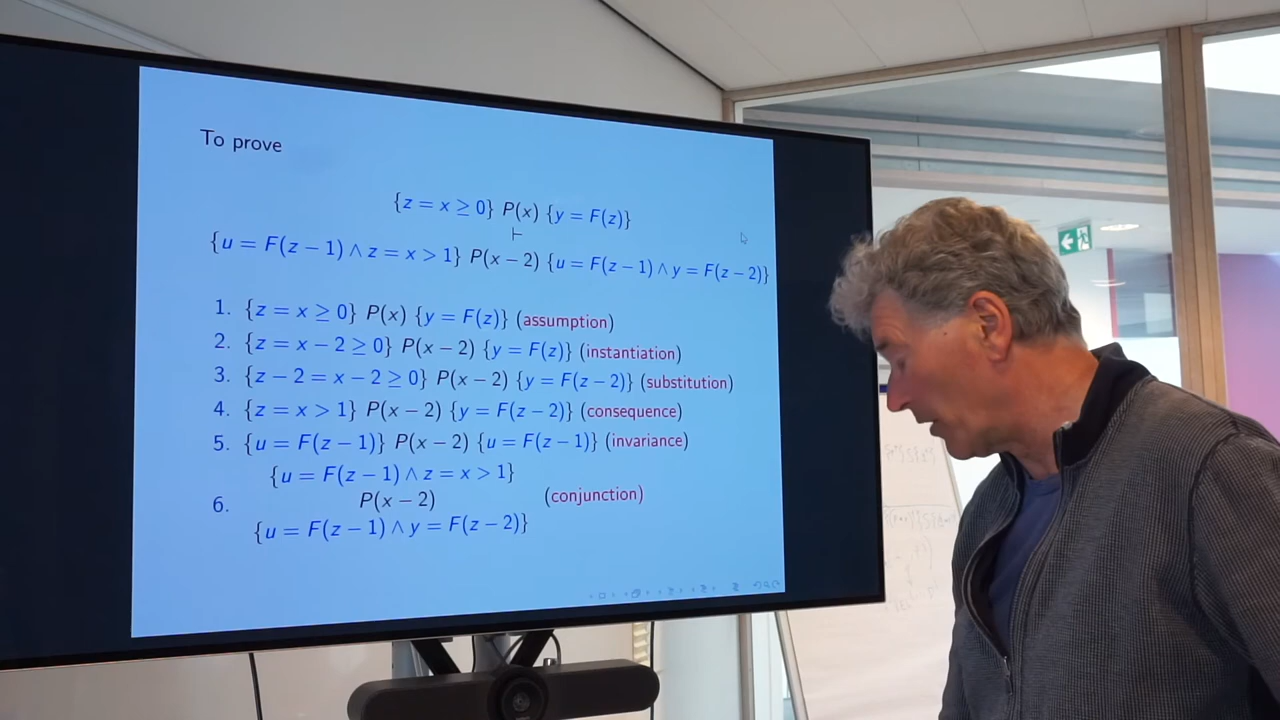 To prove
{z = x ≥ 0} P(x) {y = F(z)}
⊢
{u = F(z − 1) ∧ z = x > 1} P(x − 2) {u = F(z − 1) ∧ y = F(z − 2)}
1. {z = x ≥ 0} P(x) {y = F(z)} (assumption)
2. {z = x − 2 ≥ 0} P(x − 2) {y = F(z)} (instantiation)
3. {z − 2 = x − 2 ≥ 0} P(x − 2) {y = F(z − 2)} (substitution)
4. {z = x > 1} P(x − 2) {y = F(z − 2)} (consequence)
5. {u = F(z − 1)} P(x − 2) {u = F(z − 1)} (invariance)
{u = F(z − 1) ∧ z = x > 1}
6. P(x − 2) (conjunction)
{u = F(z − 1) ∧ y = F(z − 2)}